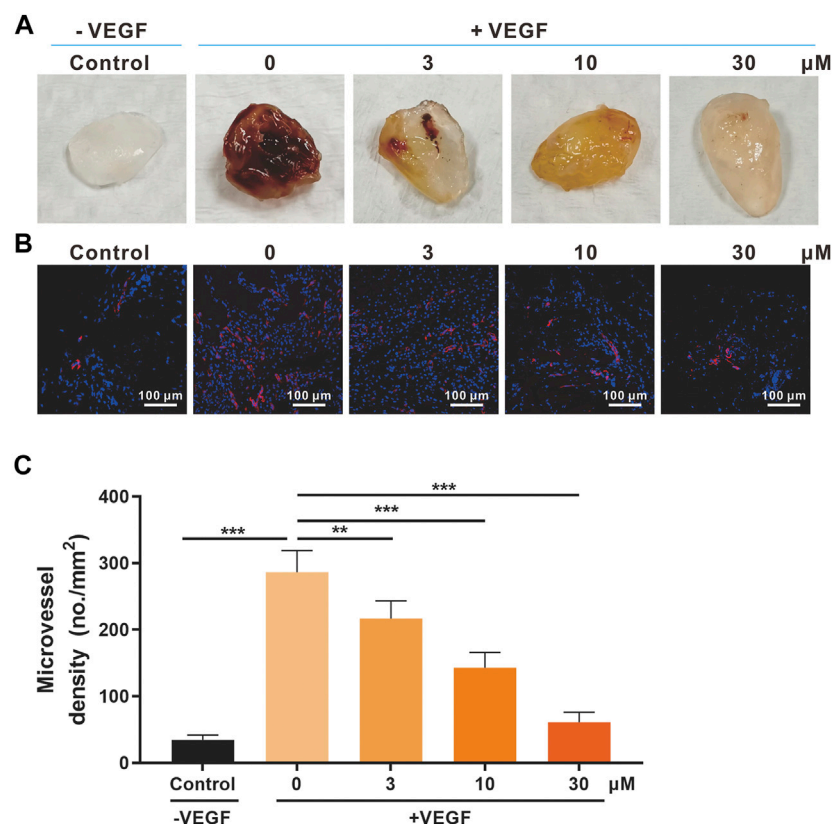 A
- VEGF + VEGF
Control 0 3 10 30 µM
B
Control 0 3 10 30 µM
100 µm 100 µm 100 µm 100 µm 100 µm
C
Microvessel
density (no./mm²)
400
300
200
100
0
***
***
***
**
Control 0 3 10 30 µM
-VEGF +VEGF